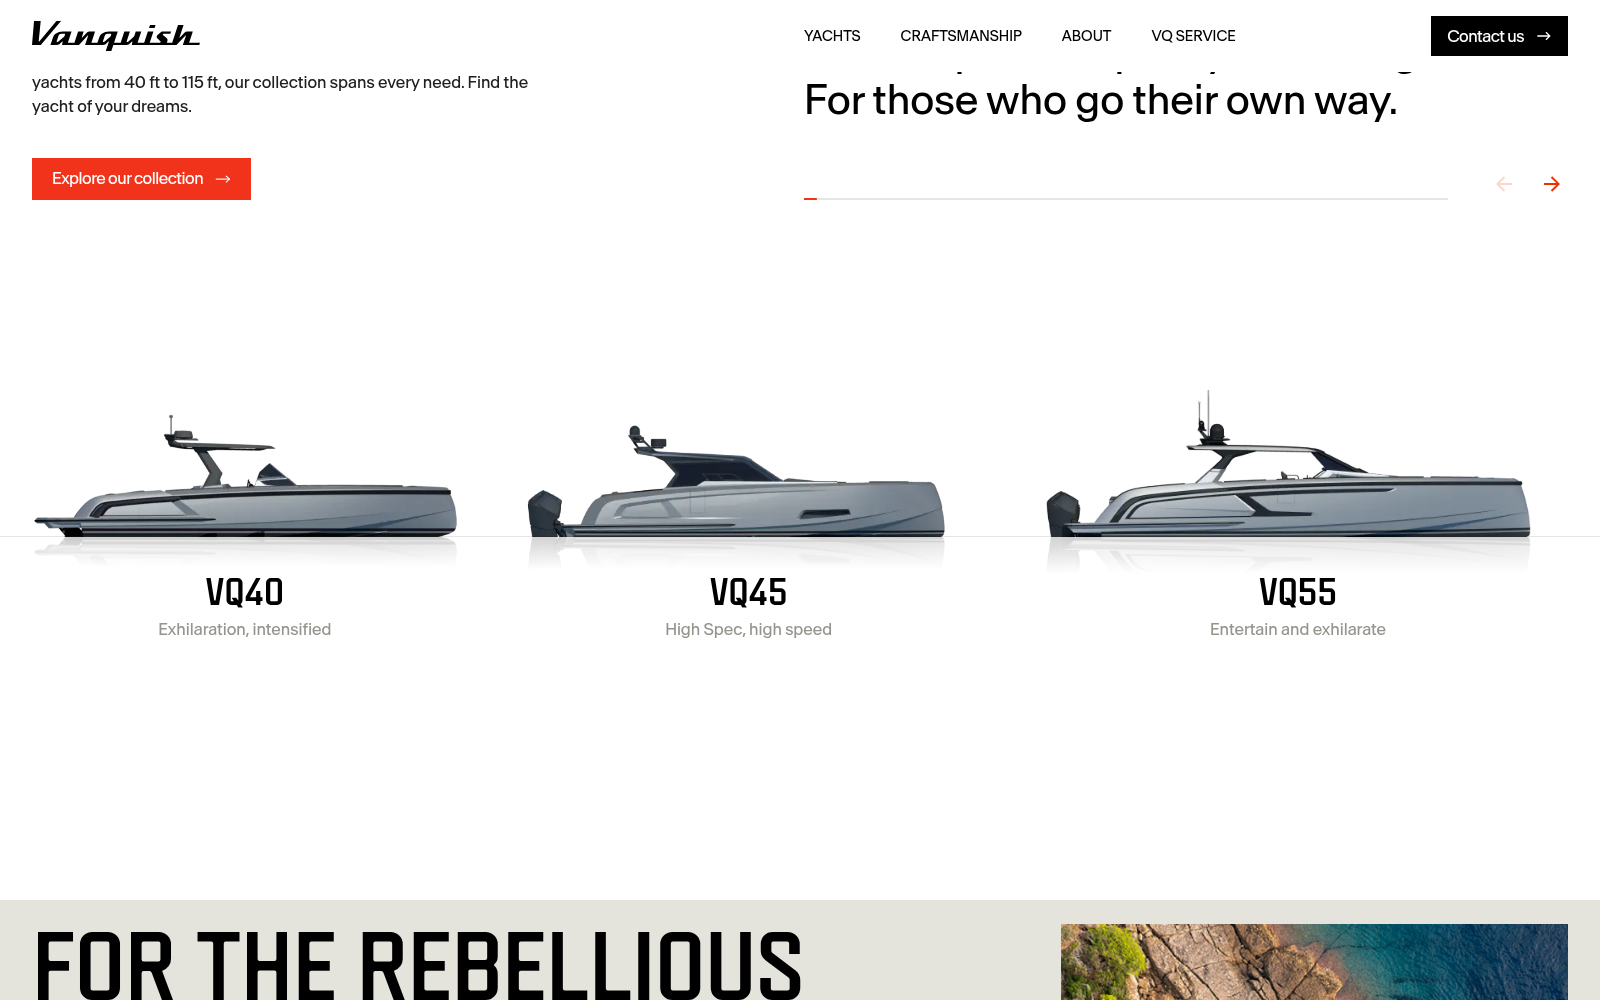 Vanquish
YACHTS
CRAFTSMANSHIP
ABOUT
VQ SERVICE
Contact us
yachts from 40 ft to 115 ft, our collection spans every need. Find the
yacht of your dreams.
For those who go their own way.
Explore our collection
VQ40
Exhilaration, intensified
VQ45
High Spec, high speed
VQ55
Entertain and exhilarate
FOR THE REBELLIOUS